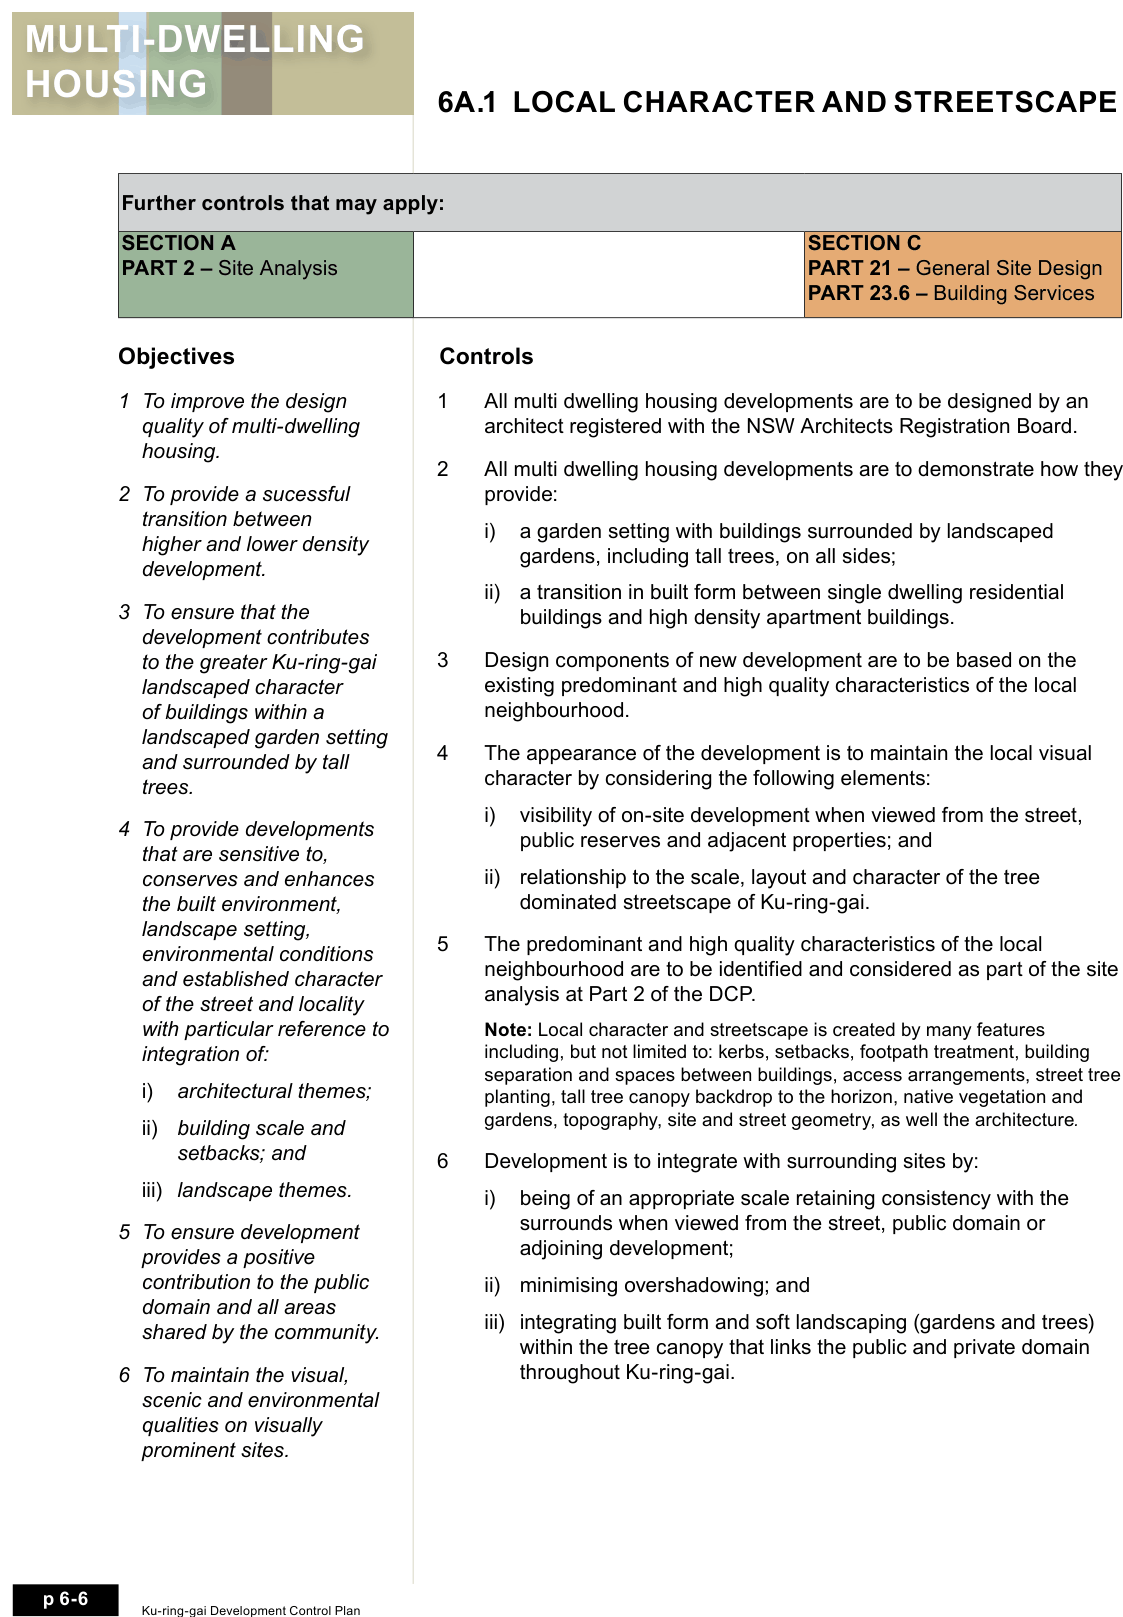 MULTI-DWELLING
HOUSING
6A.1 LOCAL CHARACTER AND STREETSCAPE
Further controls that may apply:
SECTION A
PART 2 – Site Analysis
SECTION C
PART 21 – General Site Design
PART 23.6 – Building Services
Objectives
1 To improve the design
quality of multi-dwelling
housing.
2 To provide a sucessful
transition between
higher and lower density
development.
3 To ensure that the
development contributes
to the greater Ku-ring-gai
landscaped character
of buildings within a
landscaped garden setting
and surrounded by tall
trees.
4 To provide developments
that are sensitive to,
conserves and enhances
the built environment,
landscape setting,
environmental conditions
and established character
of the street and locality
with particular reference to
integration of:
i) architectural themes;
ii) building scale and
setbacks; and
iii) landscape themes.
5 To ensure development
provides a positive
contribution to the public
domain and all areas
shared by the community.
6 To maintain the visual,
scenic and environmental
qualities on visually
prominent sites.
Controls
1 All multi dwelling housing developments are to be designed by an
architect registered with the NSW Architects Registration Board.
2 All multi dwelling housing developments are to demonstrate how they
provide:
i) a garden setting with buildings surrounded by landscaped
gardens, including tall trees, on all sides;
ii) a transition in built form between single dwelling residential
buildings and high density apartment buildings.
3 Design components of new development are to be based on the
existing predominant and high quality characteristics of the local
neighbourhood.
4 The appearance of the development is to maintain the local visual
character by considering the following elements:
i) visibility of on-site development when viewed from the street,
public reserves and adjacent properties; and
ii) relationship to the scale, layout and character of the tree
dominated streetscape of Ku-ring-gai.
5 The predominant and high quality characteristics of the local
neighbourhood are to be identified and considered as part of the site
analysis at Part 2 of the DCP.
Note: Local character and streetscape is created by many features
including, but not limited to: kerbs, setbacks, footpath treatment, building
separation and spaces between buildings, access arrangements, street tree
planting, tall tree canopy backdrop to the horizon, native vegetation and
gardens, topography, site and street geometry, as well the architecture.
6 Development is to integrate with surrounding sites by:
i) being of an appropriate scale retaining consistency with the
surrounds when viewed from the street, public domain or
adjoining development;
ii) minimising overshadowing; and
iii) integrating built form and soft landscaping (gardens and trees)
within the tree canopy that links the public and private domain
throughout Ku-ring-gai.
p 6-6
Ku-ring-gai Development Control Plan